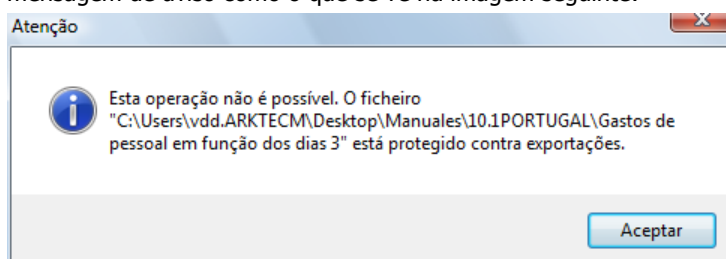 mensagem de aviso como o que se vê na imagem seguinte:
Atenção
Esta operação não é possível. O ficheiro
"C:\Users\vdd.ARKTECM\Desktop\Manuales\10.1PORTUGAL\Gastos de
pessoal em função dos dias 3" está protegido contra exportações.
Aceptar